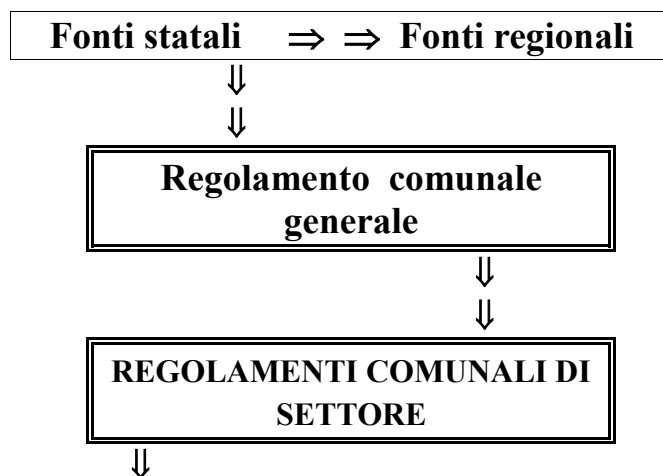 Fonti statali ⇒ ⇒ Fonti regionali
⇓
⇓
Regolamento comunale
generale
⇓
⇓
REGOLAMENTI COMUNALI DI
SETTORE
⇓